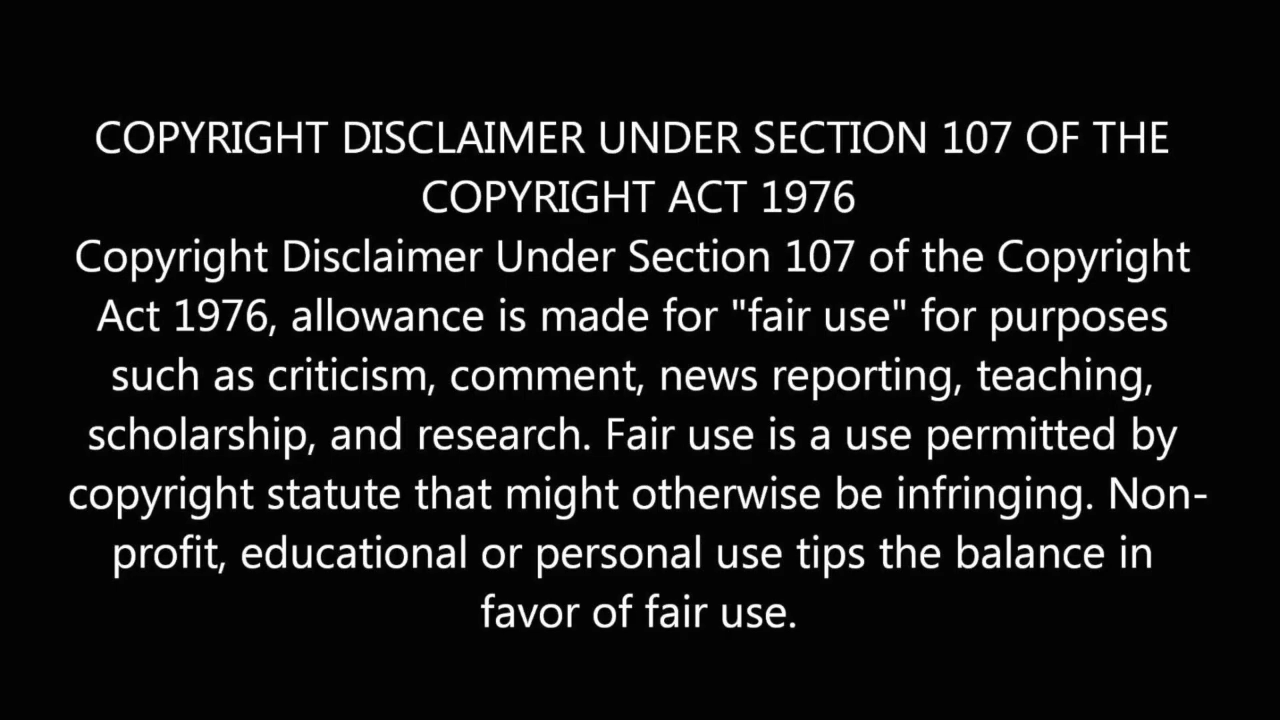 COPYRIGHT DISCLAIMER UNDER SECTION 107 OF THE
COPYRIGHT ACT 1976
Copyright Disclaimer Under Section 107 of the Copyright
Act 1976, allowance is made for "fair use" for purposes
such as criticism, comment, news reporting, teaching,
scholarship, and research. Fair use is a use permitted by
copyright statute that might otherwise be infringing. Non-
profit, educational or personal use tips the balance in
favor of fair use.